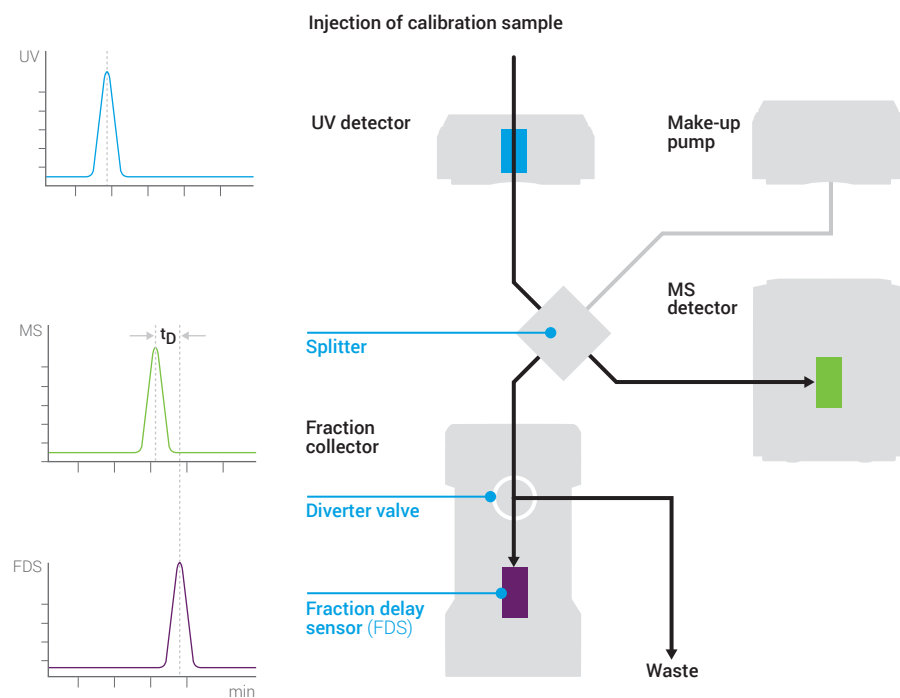 Injection of calibration sample
UV
UV detector
Make-up
pump
MS
detector
MS
tD
Splitter
Fraction
collector
Diverter valve
FDS
Fraction delay
sensor (FDS)
Waste
min